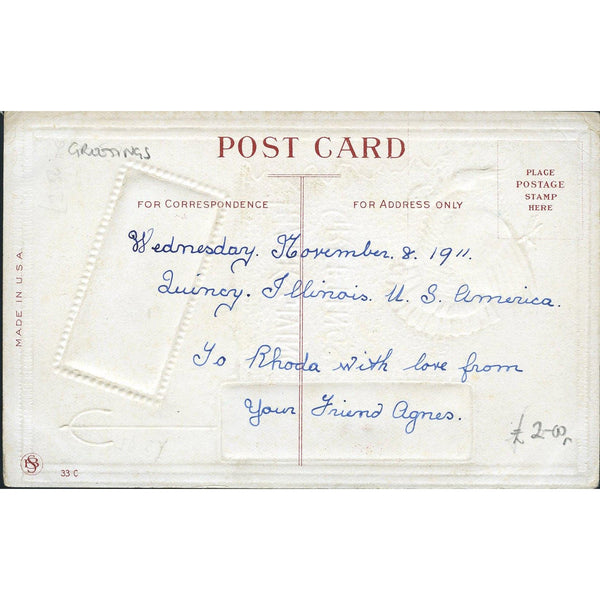 GREETINGS
POST CARD
PLACE
POSTAGE
STAMP
HERE
FOR CORRESPONDENCE
FOR ADDRESS ONLY
Wednesday. November. 8. 1911.
Quincy. Illinois. U. S. America.
To Rhoda with love from
Your Friend Agnes.
£2-00
MADE IN U.S.A.
33 C